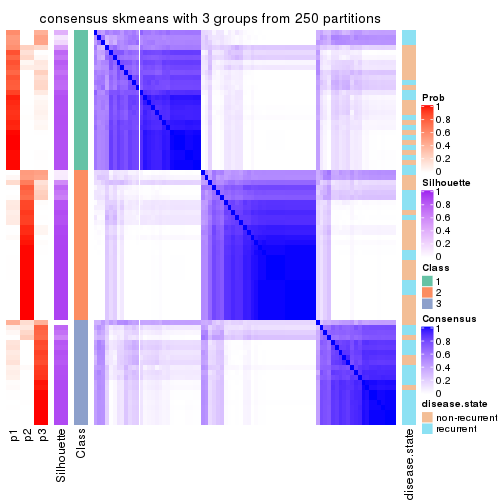 consensus skmeans with 3 groups from 250 partitions
Prob
1
0.8
0.6
0.4
0.2
0
Silhouette
1
0.8
0.6
0.4
0.2
0
Class
1
2
3
Consensus
1
0.8
0.6
0.4
0.2
0
disease.state
non-recurrent
recurrent
p1
p2
p3
Silhouette
Class
disease.state